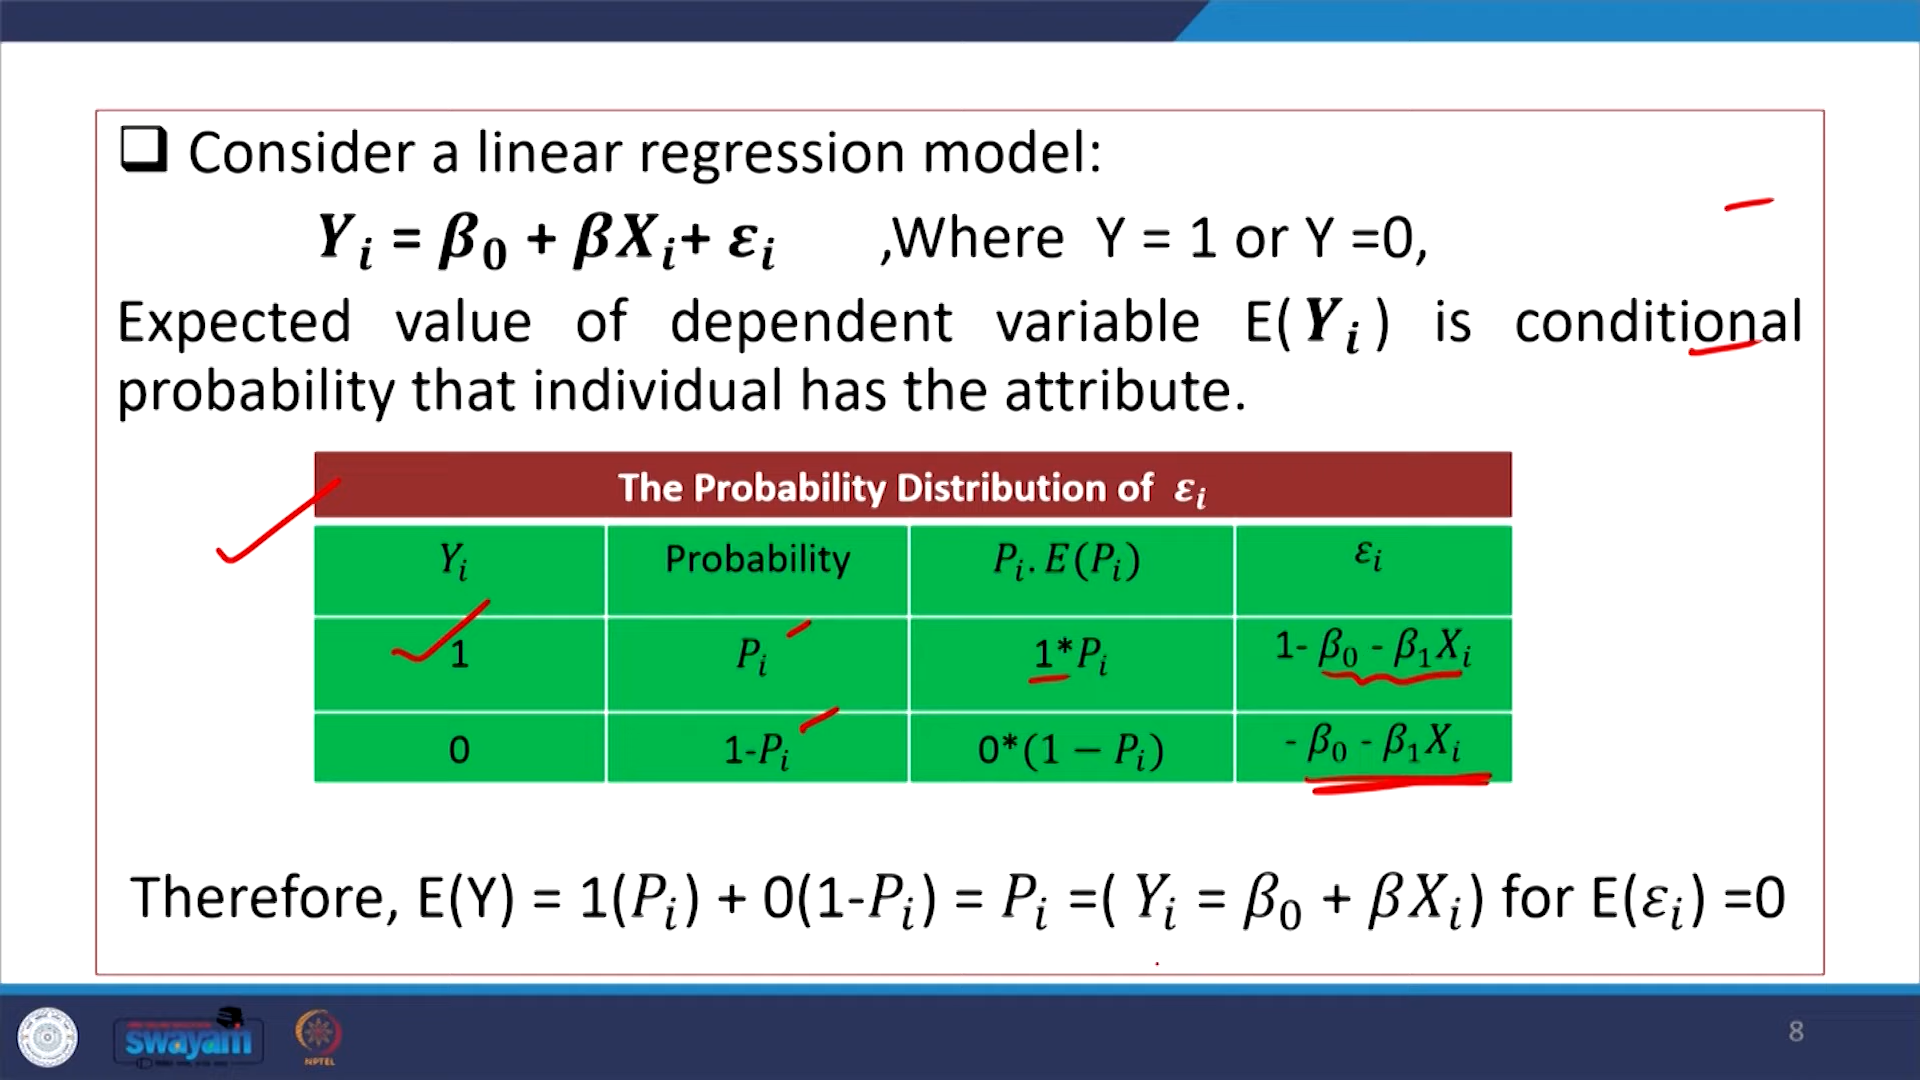 Consider a linear regression model:
Yᵢ = β₀ + βXᵢ+ εᵢ ,Where Y = 1 or Y =0,
Expected value of dependent variable E( Yᵢ ) is conditional
probability that individual has the attribute.
The Probability Distribution of εᵢ
Yᵢ Probability Pᵢ. E(Pᵢ) εᵢ
1 Pᵢ 1*Pᵢ 1- β₀ - β₁Xᵢ
0 1-Pᵢ 0*(1 − Pᵢ) - β₀ - β₁Xᵢ
Therefore, E(Y) = 1(Pᵢ) + 0(1-Pᵢ) = Pᵢ =( Yᵢ = β₀ + βXᵢ) for E(εᵢ) =0
swayam
NPTEL
8